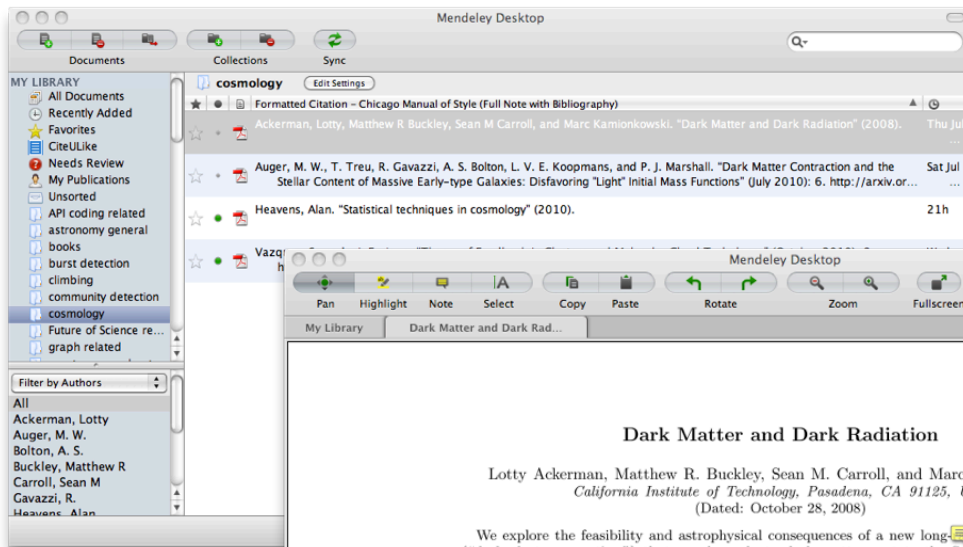 Mendeley Desktop
Documents Collections Sync
MY LIBRARY
All Documents
Recently Added
Favorites
CiteULike
Needs Review
My Publications
Unsorted
API coding related
astronomy general
books
burst detection
climbing
community detection
cosmology
Future of Science re...
graph related
Filter by Authors
All
Ackerman, Lotty
Auger, M. W.
Bolton, A. S.
Buckley, Matthew R
Carroll, Sean M
Gavazzi, R.
Heavens, Alan
cosmology Edit Settings
Formatted Citation - Chicago Manual of Style (Full Note with Bibliography)
Ackerman, Lotty, Matthew R Buckley, Sean M Carroll, and Marc Kamionkowski. "Dark Matter and Dark Radiation" (2008). Thu Jul
...
Auger, M. W., T. Treu, R. Gavazzi, A. S. Bolton, L. V. E. Koopmans, and P. J. Marshall. "Dark Matter Contraction and the Sat Jul
Stellar Content of Massive Early-type Galaxies: Disfavoring "Light" Initial Mass Functions" (July 2010): 6. http://arxiv.or... ...
Heavens, Alan. "Statistical techniques in cosmology" (2010). 21h
Mendeley Desktop
Pan Highlight Note Select Copy Paste Rotate Zoom Fullscreen
My Library Dark Matter and Dark Rad...
Dark Matter and Dark Radiation
Lotty Ackerman, Matthew R. Buckley, Sean M. Carroll, and Marc
California Institute of Technology, Pasadena, CA 91125,
(Dated: October 28, 2008)
We explore the feasibility and astrophysical consequences of a new long-